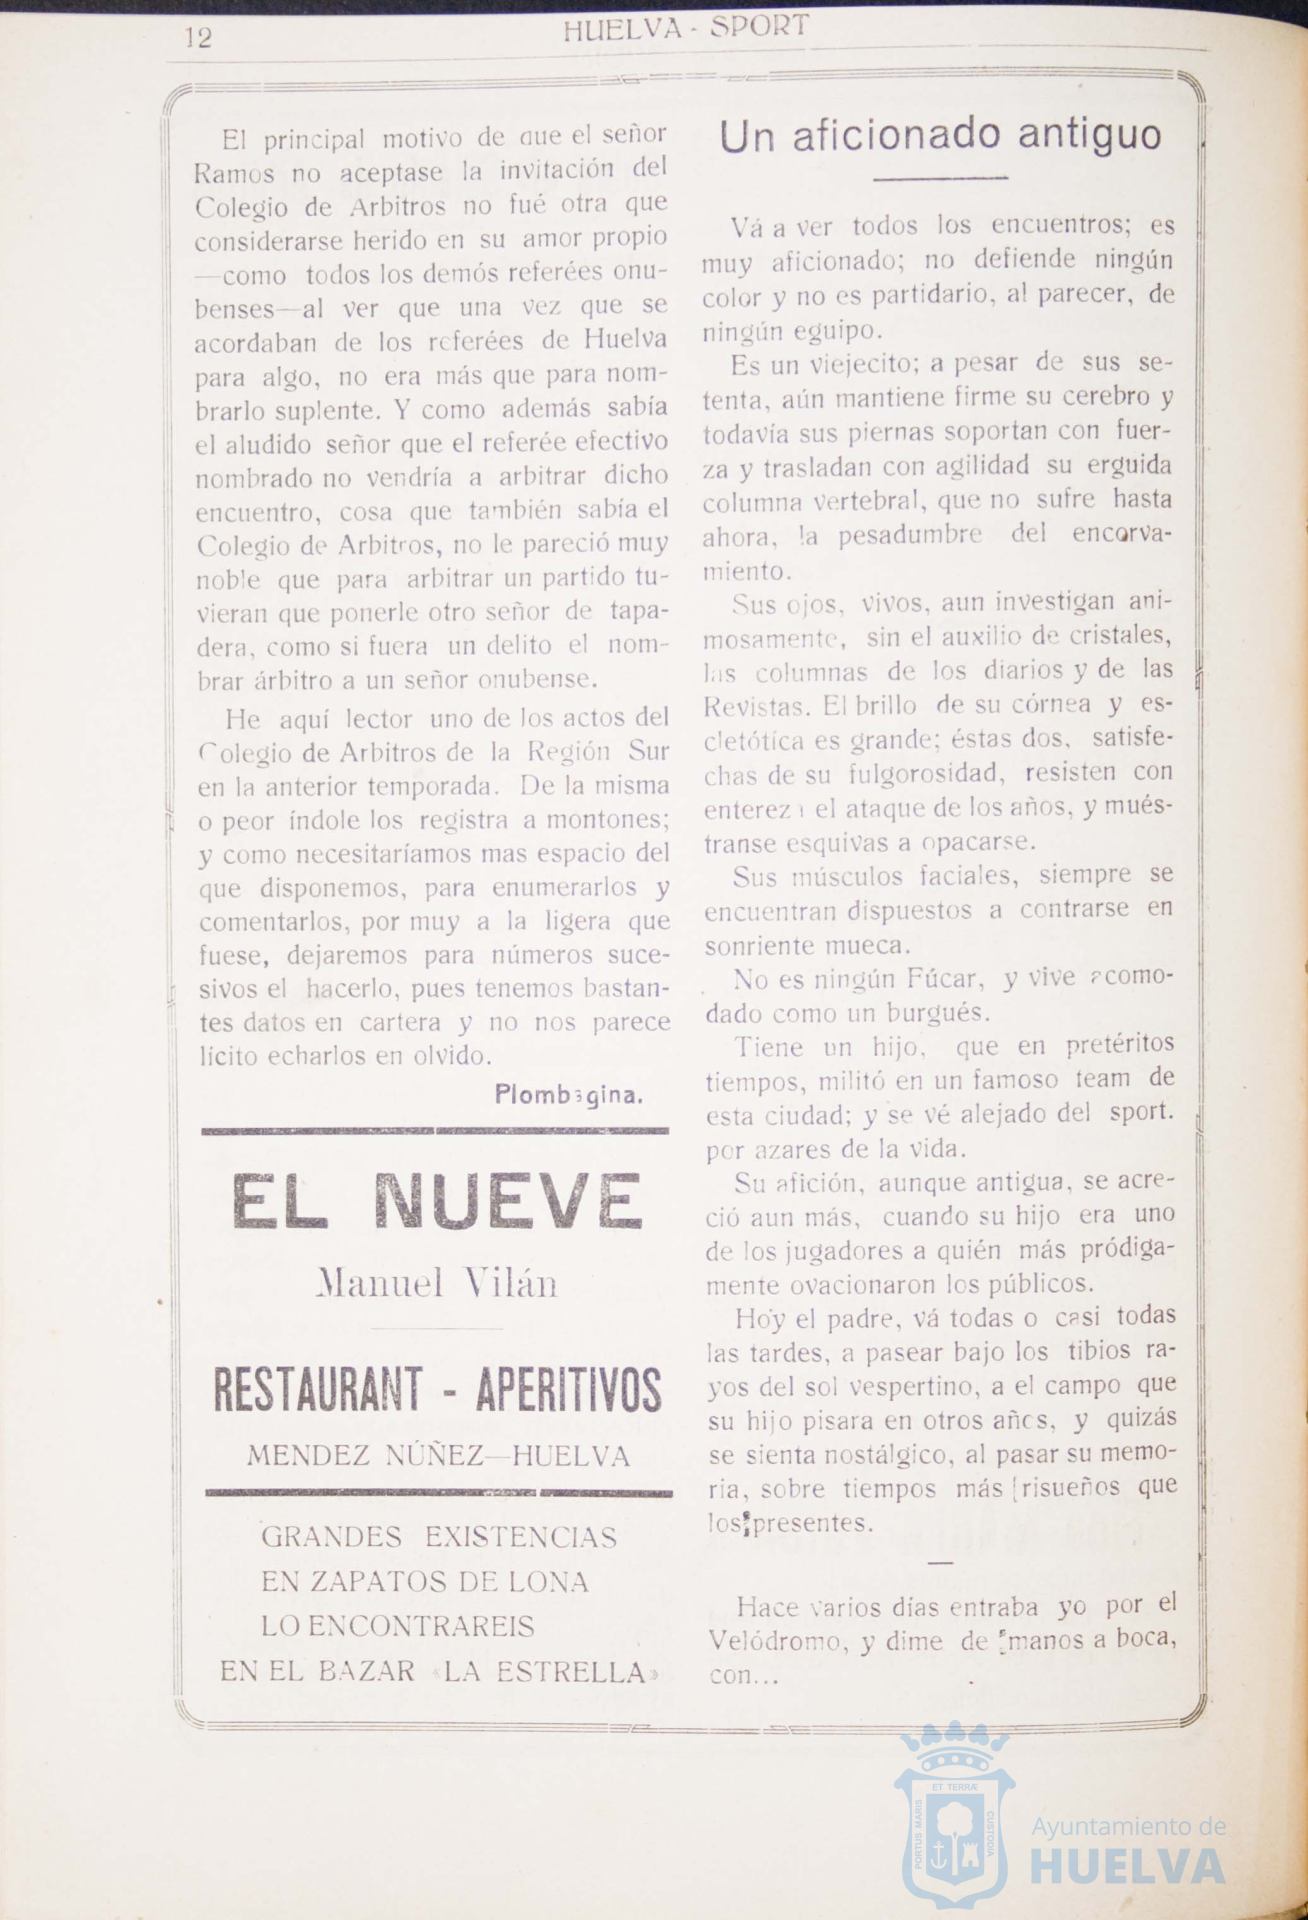 12
HUELVA - SPORT
El principal motivo de que el señor
Ramos no aceptase la invitación del
Colegio de Arbitros no fué otra que
considerarse herido en su amor propio
—como todos los demós referées onu-
benses—al ver que una vez que se
acordaban de los referées de Huelva
para algo, no era más que para nom-
brarlo suplente. Y como además sabía
el aludido señor que el referée efectivo
nombrado no vendría a arbitrar dicho
encuentro, cosa que también sabía el
Colegio de Arbitros, no le pareció muy
noble que para arbitrar un partido tu-
vieran que ponerle otro señor de tapa-
dera, como si fuera un delito el nom-
brar árbitro a un señor onubense.
He aquí lector uno de los actos del
Colegio de Arbitros de la Región Sur
en la anterior temporada. De la misma
o peor índole los registra a montones;
y como necesitaríamos mas espacio del
que disponemos, para enumerarlos y
comentarlos, por muy a la ligera que
fuese, dejaremos para números suce-
sivos el hacerlo, pues tenemos bastan-
tes datos en cartera y no nos parece
licito echarlos en olvido.
Plombagina.
EL NUEVE
Manuel Vilán
RESTAURANT - APERITIVOS
MENDEZ NÚÑEZ—HUELVA
GRANDES EXISTENCIAS
EN ZAPATOS DE LONA
LO ENCONTRAREIS
EN EL BAZAR «LA ESTRELLA»
Un aficionado antiguo
Vá a ver todos los encuentros; es
muy aficionado; no defiende ningún
color y no es partidario, al parecer, de
ningún eguipo.
Es un viejecito; a pesar de sus se-
tenta, aún mantiene firme su cerebro y
todavía sus piernas soportan con fuer-
za y trasladan con agilidad su erguida
columna vertebral, que no sufre hasta
ahora, la pesadumbre del encorva-
miento.
Sus ojos, vivos, aun investigan ani-
mosamente, sin el auxilio de cristales,
las columnas de los diarios y de las
Revistas. El brillo de su córnea y es-
cletótica es grande; éstas dos, satisfe-
chas de su fulgorosidad, resisten con
entereza el ataque de los años, y mués-
transe esquivas a opacarse.
Sus músculos faciales, siempre se
encuentran dispuestos a contrarse en
sonriente mueca.
No es ningún Fúcar, y vive acomo-
dado como un burgués.
Tiene un hijo, que en pretéritos
tiempos, militó en un famoso team de
esta ciudad; y se vé alejado del sport.
por azares de la vida.
Su afición, aunque antigua, se acre-
ció aun más, cuando su hijo era uno
de los jugadores a quién más pródiga-
mente ovacionaron los públicos.
Hoy el padre, vá todas o casi todas
las tardes, a pasear bajo los tibios ra-
yos del sol vespertino, a el campo que
su hijo pisara en otros años, y quizás
se sienta nostálgico, al pasar su memo-
ria, sobre tiempos más risueños que
los presentes.
Hace varios días entraba yo por el
Velódromo, y dime de manos a boca,
con...
PORTUS MARIS
ET TERRÆ
CUSTODIA
Ayuntamiento de
HUELVA